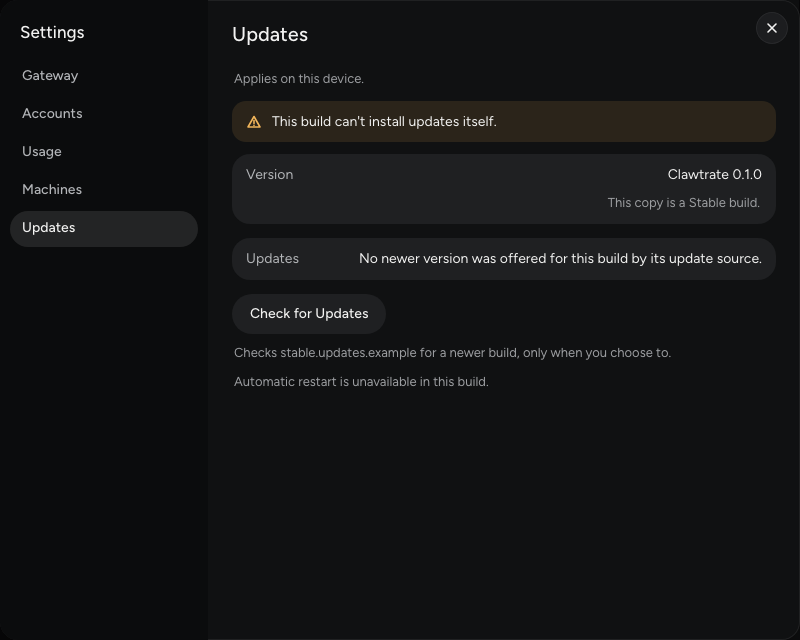 Settings
Gateway
Accounts
Usage
Machines
Updates
Updates
Applies on this device.
This build can't install updates itself.
Version
Clawtrate 0.1.0
This copy is a Stable build.
Updates
No newer version was offered for this build by its update source.
Check for Updates
Checks stable.updates.example for a newer build, only when you choose to.
Automatic restart is unavailable in this build.